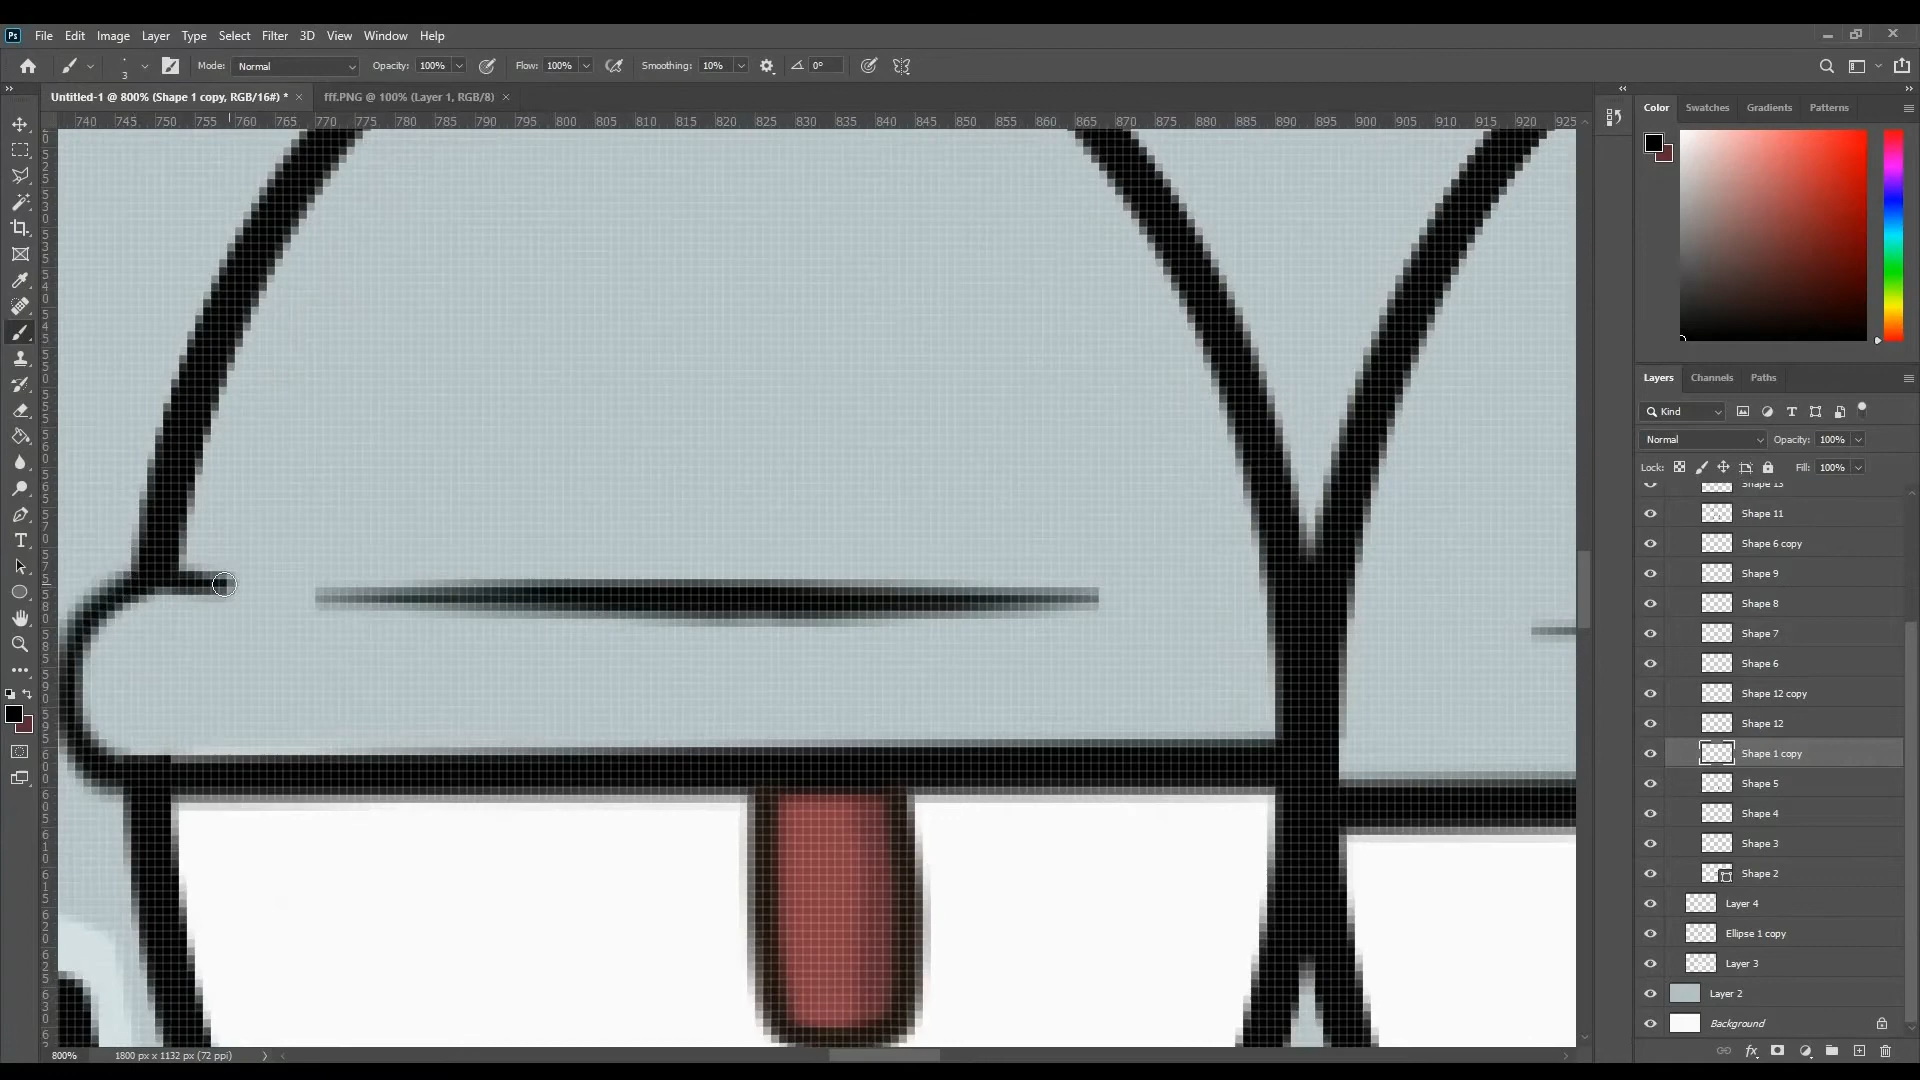 Ps File Edit Image Layer Type Select Filter 3D View Window Help
3 Mode: Normal Opacity: 100% Flow: 100% Smoothing: 10% 0°
Untitled-1 @ 800% (Shape 1 copy, RGB/16#) * × fff.PNG @ 100% (Layer 1, RGB/8) ×
740 745 750 755 760 765 770 775 780 785 790 795 800 805 810 815 820 825 830 835 840 845 850 855 860 865 870 875 880 885 890 895 900 905 910 915 920 925
Color Swatches Gradients Patterns
Layers Channels Paths
Kind
Normal Opacity: 100%
Lock: Fill: 100%
Shape 13
Shape 11
Shape 6 copy
Shape 9
Shape 8
Shape 7
Shape 6
Shape 12 copy
Shape 12
Shape 1 copy
Shape 5
Shape 4
Shape 3
Shape 2
Layer 4
Ellipse 1 copy
Layer 3
Layer 2
Background
800% 1800 px x 1132 px (72 ppi)